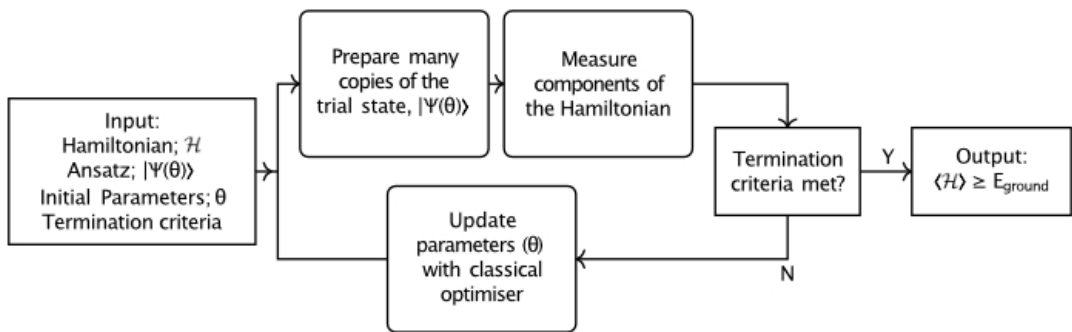 Input:
Hamiltonian; ℋ
Ansatz; |Ψ(θ)⟩
Initial Parameters; θ
Termination criteria
Prepare many
copies of the
trial state, |Ψ(θ)⟩
Measure
components of
the Hamiltonian
Termination
criteria met?
Y
Output:
⟨ℋ⟩ ≥ E_ground
N
Update
parameters (θ)
with classical
optimiser